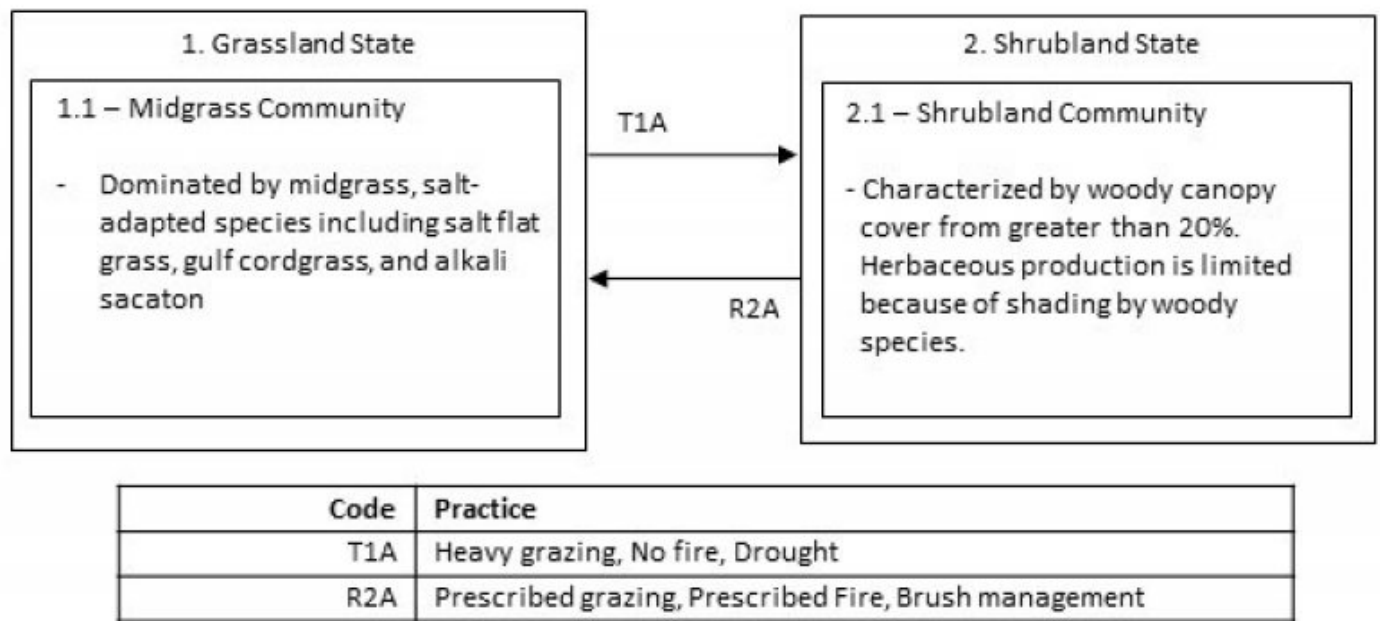 1. Grassland State
1.1 – Midgrass Community
- Dominated by midgrass, salt-
adapted species including salt flat
grass, gulf cordgrass, and alkali
sacaton
T1A
R2A
2. Shrubland State
2.1 – Shrubland Community
- Characterized by woody canopy
cover from greater than 20%.
Herbaceous production is limited
because of shading by woody
species.
Code Practice
T1A Heavy grazing, No fire, Drought
R2A Prescribed grazing, Prescribed Fire, Brush management